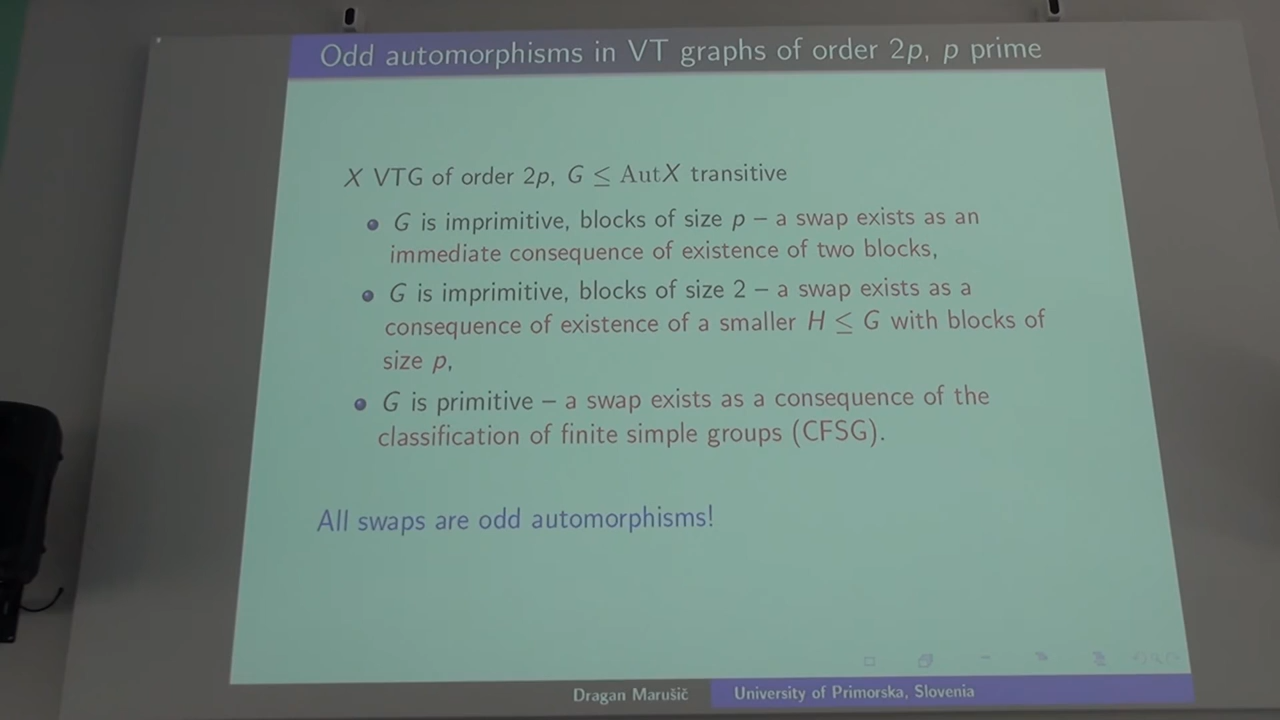 Odd automorphisms in VT graphs of order 2p, p prime
X VTG of order 2p, G ≤ AutX transitive
G is imprimitive, blocks of size p – a swap exists as an
immediate consequence of existence of two blocks,
G is imprimitive, blocks of size 2 – a swap exists as a
consequence of existence of a smaller H ≤ G with blocks of
size p,
G is primitive – a swap exists as a consequence of the
classification of finite simple groups (CFSG).
All swaps are odd automorphisms!
Dragan Marušič University of Primorska, Slovenia